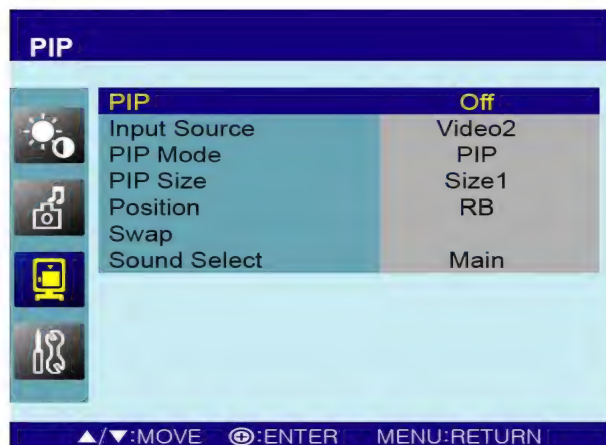 PIP
PIP Off
Input Source Video2
PIP Mode PIP
PIP Size Size1
Position RB
Swap
Sound Select Main
▲/▼:MOVE ⊕:ENTER MENU:RETURN